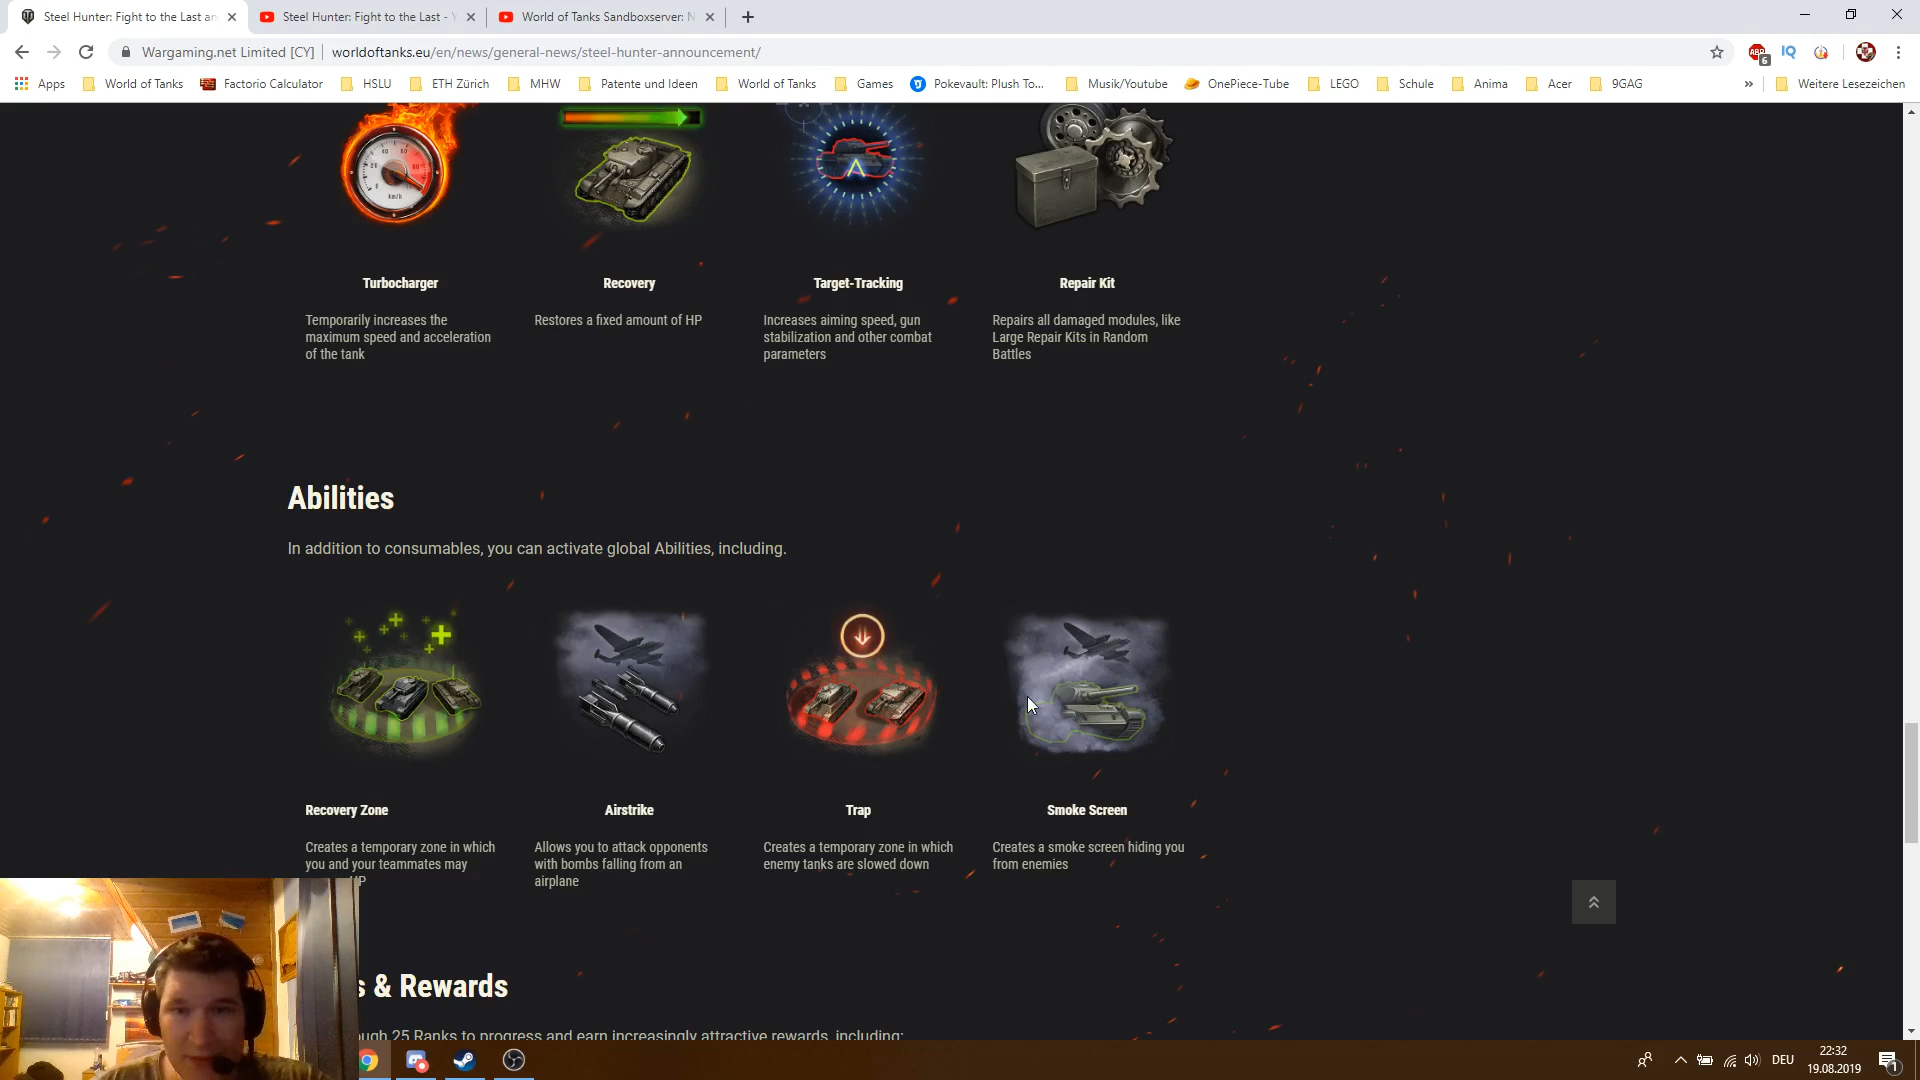 Steel Hunter: Fight to the Last an
Steel Hunter: Fight to the Last - Y
World of Tanks Sandboxserver: N
Wargaming.net Limited [CY] | worldoftanks.eu/en/news/general-news/steel-hunter-announcement/
ABP 6 IQ
Apps World of Tanks Factorio Calculator HSLU ETH Zürich MHW Patente und Ideen World of Tanks Games Pokevault: Plush To... Musik/Youtube OnePiece-Tube LEGO Schule Anima Acer 9GAG » Weitere Lesezeichen
km/h
Turbocharger
Temporarily increases the
maximum speed and acceleration
of the tank
Recovery
Restores a fixed amount of HP
Target-Tracking
Increases aiming speed, gun
stabilization and other combat
parameters
Repair Kit
Repairs all damaged modules, like
Large Repair Kits in Random
Battles
Abilities
In addition to consumables, you can activate global Abilities, including.
Recovery Zone
Creates a temporary zone in which
you and your teammates may
P
Airstrike
Allows you to attack opponents
with bombs falling from an
airplane
Trap
Creates a temporary zone in which
enemy tanks are slowed down
Smoke Screen
Creates a smoke screen hiding you
from enemies
s & Rewards
ugh 25 Ranks to progress and earn increasingly attractive rewards, including:
DEU
22:32
19.08.2019
1